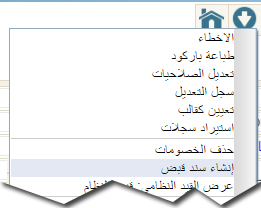 الاخطاء
طباعة باركود
تعديل الصلاحيات
سجل التعديل
تعيين كقالب
استيراد سجلات
حذف الخصومات
إنشاء سند قبض
عرض القيد النظامي: